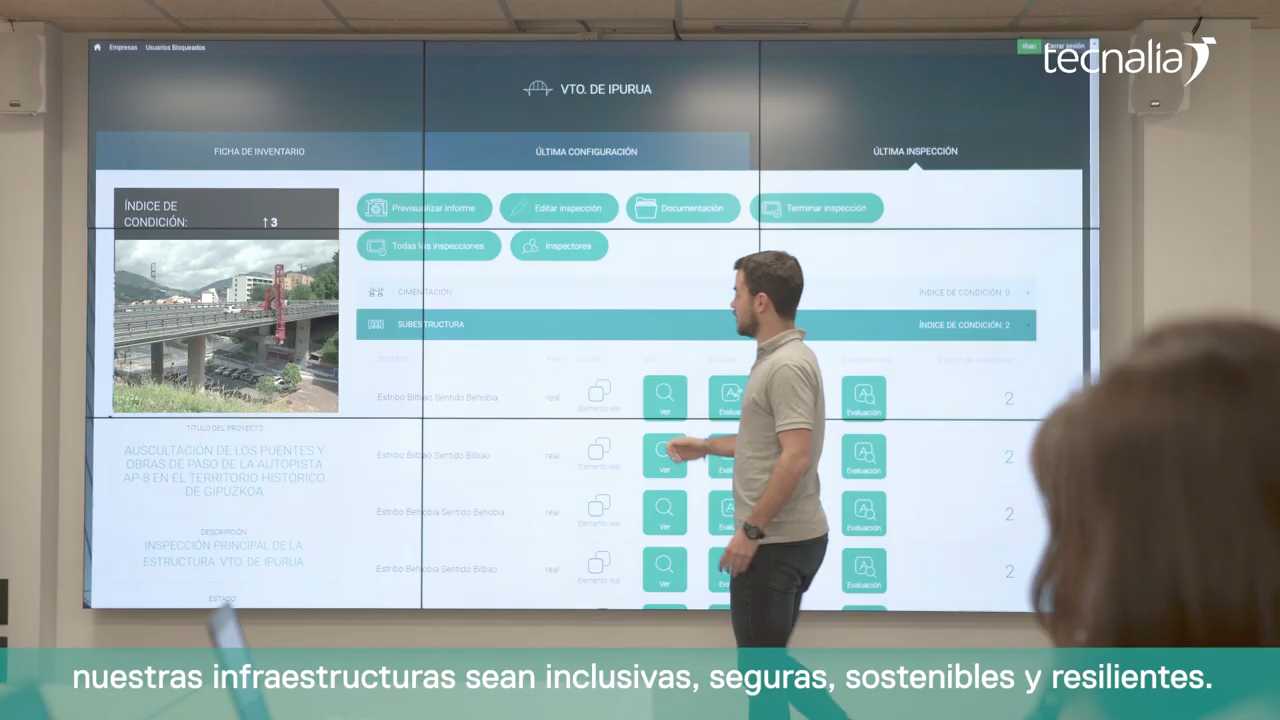 Empresas Usuarios Bloqueados
Cerrar sesión
tecnalia
VTO. DE IPURUA
FICHA DE INVENTARIO
ÚLTIMA CONFIGURACIÓN
ÚLTIMA INSPECCIÓN
ÍNDICE DE
CONDICIÓN: ↑ 3
Previsualizar informe
Editar inspección
Documentación
Terminar inspección
Todas las inspecciones
Inspectores
CIMENTACIÓN ÍNDICE DE CONDICIÓN: 0
SUBESTRUCTURA ÍNDICE DE CONDICIÓN: 2
Nombre
Evaluaciones
Estribo Bilbao Sentido Behobia real Elemento real Ver Evaluación 2
Estribo Bilbao Sentido Bilbao real Elemento real Ver Evaluación 2
Estribo Behobia Sentido Behobia real Elemento real Ver Evaluación 2
Estribo Behobia Sentido Bilbao real Elemento real Ver Evaluación 2
TÍTULO DEL PROYECTO
AUSCULTACIÓN DE LOS PUENTES Y
OBRAS DE PASO DE LA AUTOPISTA
AP-8 EN EL TERRITORIO HISTÓRICO
DE GIPUZKOA
DESCRIPCIÓN
INSPECCIÓN PRINCIPAL DE LA
ESTRUCTURA VTO. DE IPURUA
ESTADO
nuestras infraestructuras sean inclusivas, seguras, sostenibles y resilientes.